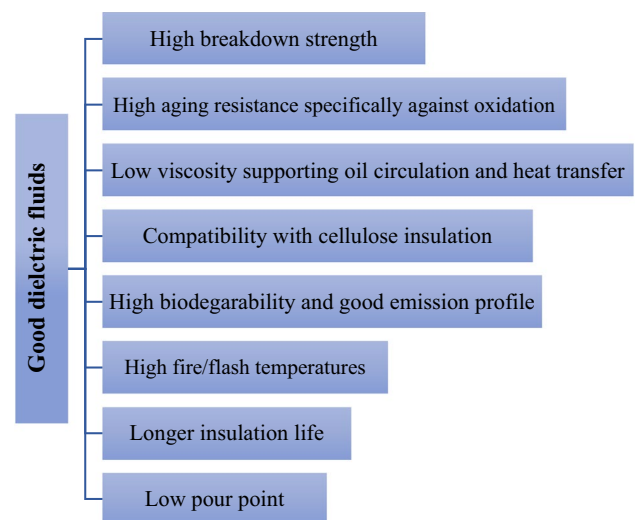 Good dielctric fluids
High breakdown strength
High aging resistance specifically against oxidation
Low viscosity supporting oil circulation and heat transfer
Compatibility with cellulose insulation
High biodegarability and good emission profile
High fire/flash temperatures
Longer insulation life
Low pour point